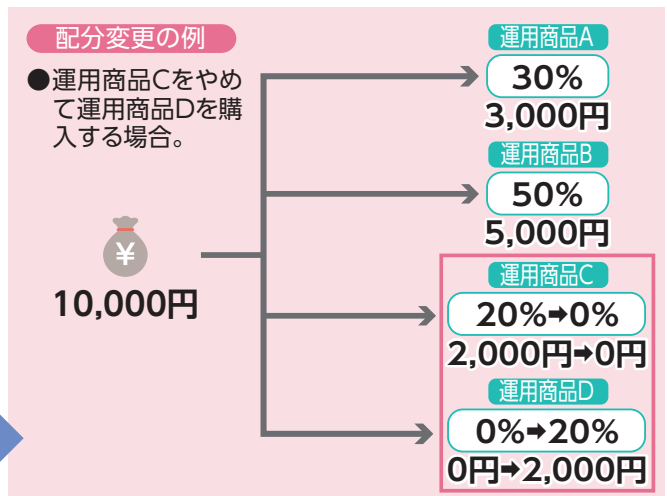 配分変更の例
●運用商品Cをやめ
て運用商品Dを購
入する場合。
¥
10,000円
運用商品A
30%
3,000円
運用商品B
50%
5,000円
運用商品C
20%➡0%
2,000円➡0円
運用商品D
0%➡20%
0円➡2,000円